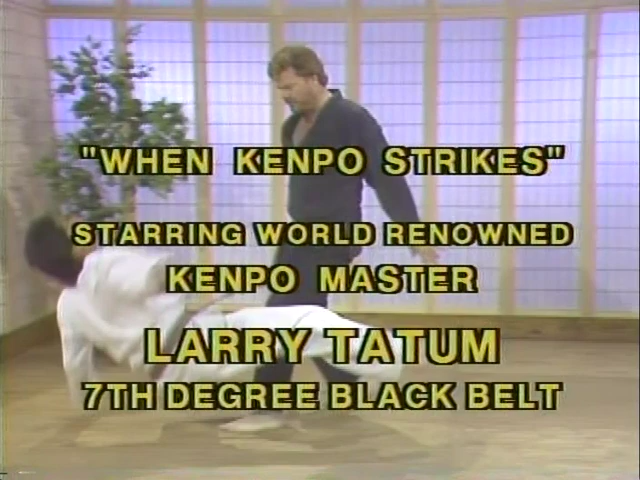 "WHEN KENPO STRIKES"
STARRING WORLD RENOWNED
KENPO MASTER
LARRY TATUM
7TH DEGREE BLACK BELT